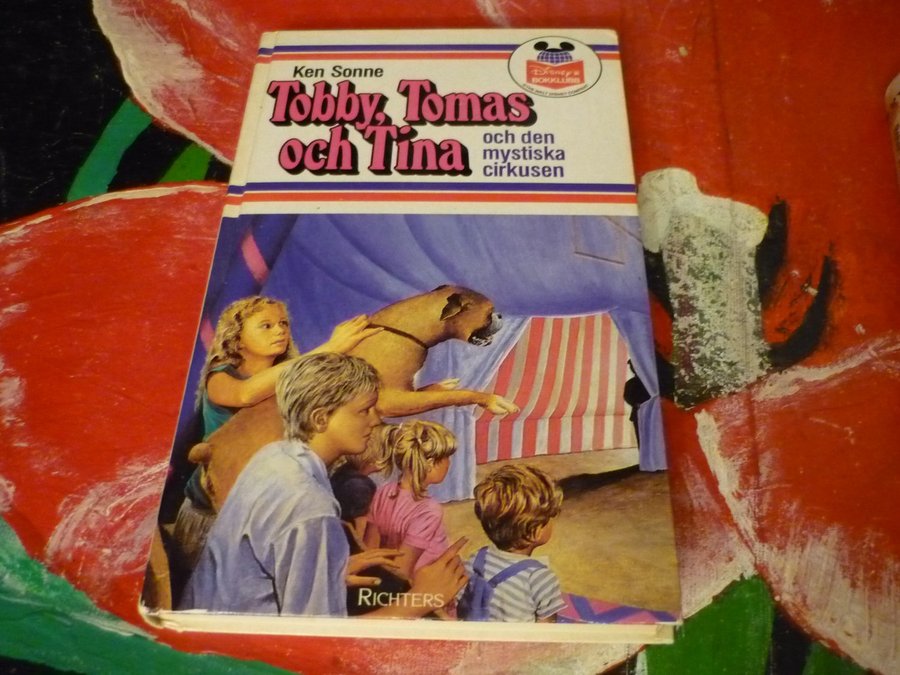 Ken Sonne
Tobby, Tomas
och Tina
och den
mystiska
cirkusen
Disney's
BOKKLUBB
RICHTERS